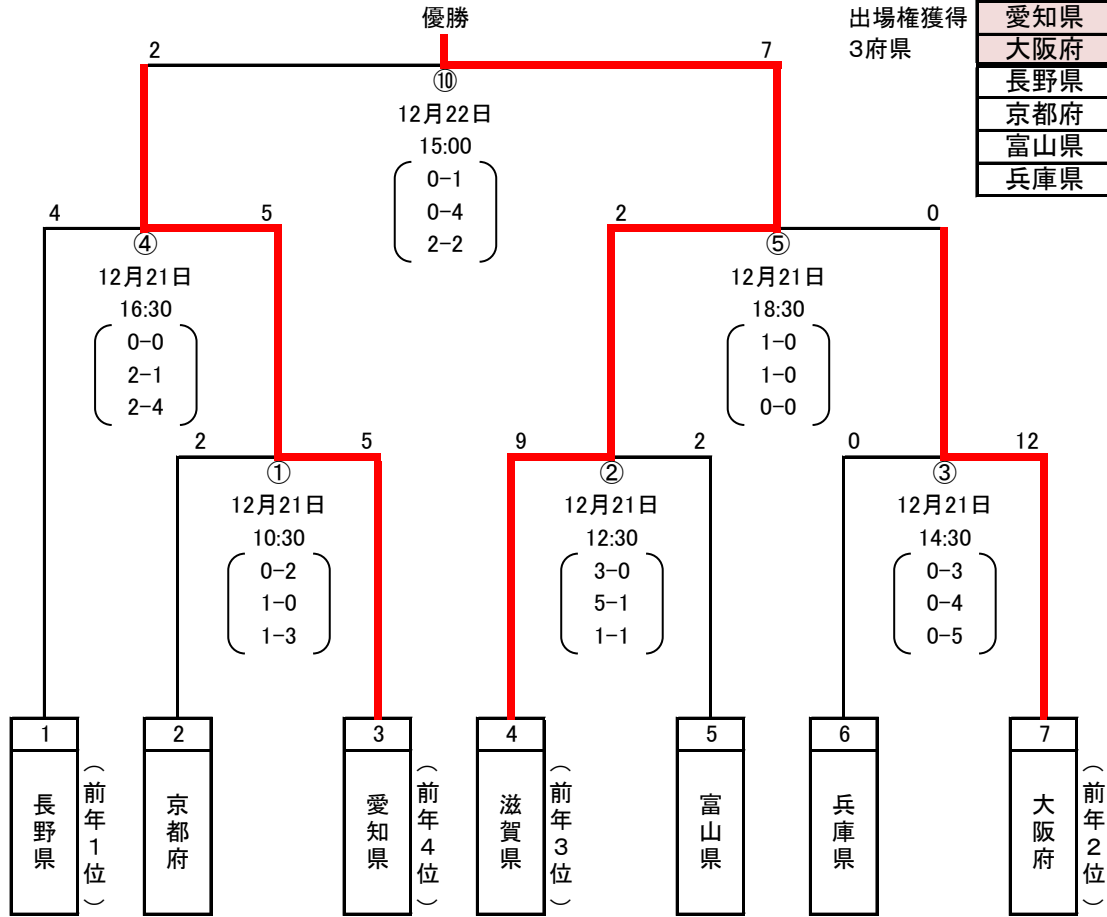 優勝
出場権獲得
3府県
愛知県
大阪府
長野県
京都府
富山県
兵庫県
2
7
⑩
12月22日
15:00
0-1
0-4
2-2
4
5
④
12月21日
16:30
0-0
2-1
2-4
2
0
⑤
12月21日
18:30
1-0
1-0
0-0
2
5
①
12月21日
10:30
0-2
1-0
1-3
9
2
②
12月21日
12:30
3-0
5-1
1-1
0
12
③
12月21日
14:30
0-3
0-4
0-5
1
長野県
（前年1位）
2
京都府
3
愛知県
（前年4位）
4
滋賀県
（前年3位）
5
富山県
6
兵庫県
7
大阪府
（前年2位）